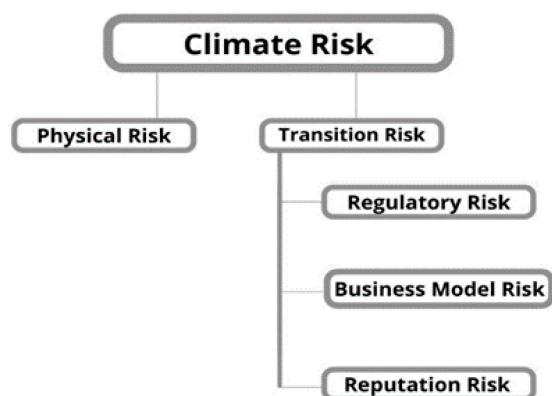 Climate Risk
Physical Risk
Transition Risk
Regulatory Risk
Business Model Risk
Reputation Risk